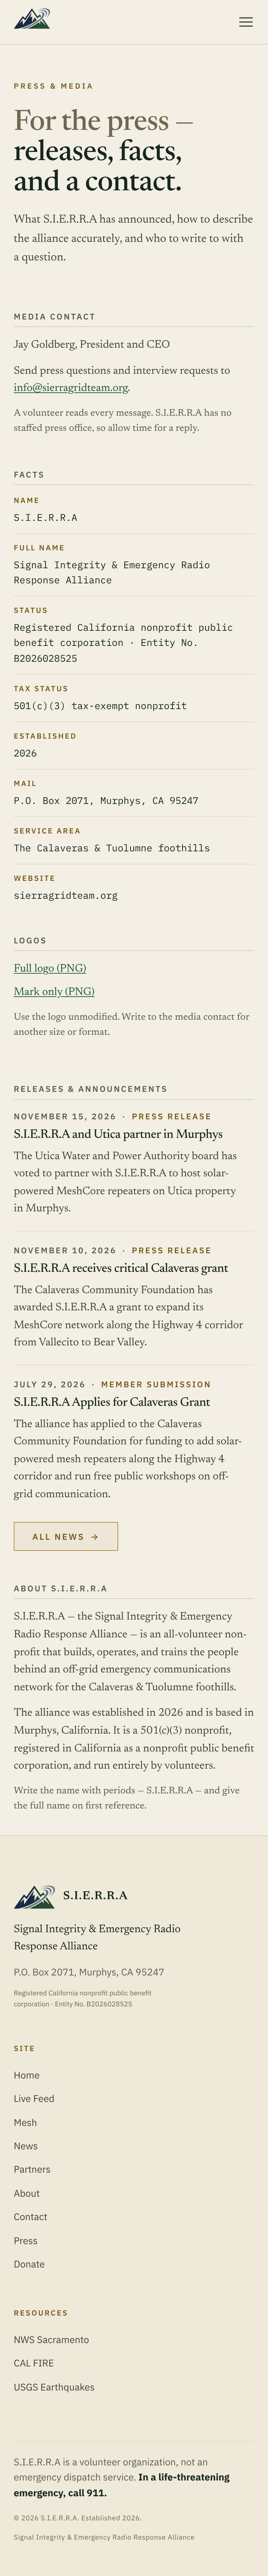 PRESS & MEDIA
For the press —
releases, facts,
and a contact.
What S.I.E.R.R.A has announced, how to describe
the alliance accurately, and who to write to with
a question.
MEDIA CONTACT
Jay Goldberg, President and CEO
Send press questions and interview requests to
info@sierragridteam.org.
A volunteer reads every message. S.I.E.R.R.A has no
staffed press office, so allow time for a reply.
FACTS
NAME
S.I.E.R.R.A
FULL NAME
Signal Integrity & Emergency Radio
Response Alliance
STATUS
Registered California nonprofit public
benefit corporation · Entity No.
B2026028525
TAX STATUS
501(c)(3) tax-exempt nonprofit
ESTABLISHED
2026
MAIL
P.O. Box 2071, Murphys, CA 95247
SERVICE AREA
The Calaveras & Tuolumne foothills
WEBSITE
sierragridteam.org
LOGOS
Full logo (PNG)
Mark only (PNG)
Use the logo unmodified. Write to the media contact for
another size or format.
RELEASES & ANNOUNCEMENTS
NOVEMBER 15, 2026 · PRESS RELEASE
S.I.E.R.R.A and Utica partner in Murphys
The Utica Water and Power Authority board has
voted to partner with S.I.E.R.R.A to host solar-
powered MeshCore repeaters on Utica property
in Murphys.
NOVEMBER 10, 2026 · PRESS RELEASE
S.I.E.R.R.A receives critical Calaveras grant
The Calaveras Community Foundation has
awarded S.I.E.R.R.A a grant to expand its
MeshCore network along the Highway 4 corridor
from Vallecito to Bear Valley.
JULY 29, 2026 · MEMBER SUBMISSION
S.I.E.R.R.A Applies for Calaveras Grant
The alliance has applied to the Calaveras
Community Foundation for funding to add solar-
powered mesh repeaters along the Highway 4
corridor and run free public workshops on off-
grid communication.
ALL NEWS →
ABOUT S.I.E.R.R.A
S.I.E.R.R.A — the Signal Integrity & Emergency
Radio Response Alliance — is an all-volunteer non-
profit that builds, operates, and trains the people
behind an off-grid emergency communications
network for the Calaveras & Tuolumne foothills.
The alliance was established in 2026 and is based in
Murphys, California. It is a 501(c)(3) nonprofit,
registered in California as a nonprofit public benefit
corporation, and run entirely by volunteers.
Write the name with periods — S.I.E.R.R.A — and give
the full name on first reference.
S.I.E.R.R.A
Signal Integrity & Emergency Radio
Response Alliance
P.O. Box 2071, Murphys, CA 95247
Registered California nonprofit public benefit
corporation · Entity No. B2026028525
SITE
Home
Live Feed
Mesh
News
Partners
About
Contact
Press
Donate
RESOURCES
NWS Sacramento
CAL FIRE
USGS Earthquakes
S.I.E.R.R.A is a volunteer organization, not an
emergency dispatch service. In a life-threatening
emergency, call 911.
© 2026 S.I.E.R.R.A. Established 2026.
Signal Integrity & Emergency Radio Response Alliance